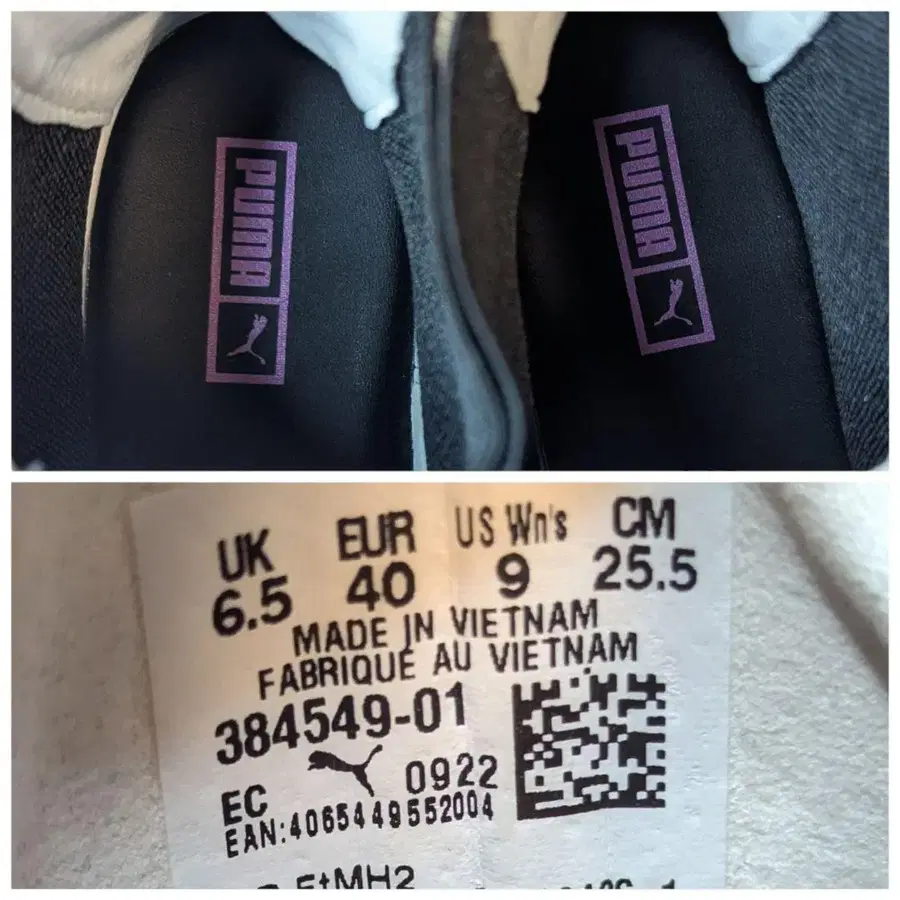 PUMA
PUMA
UK EUR US Wn's CM
6.5 40 9 25.5
MADE IN VIETNAM
FABRIQUÉ AU VIETNAM
384549-01
EC 0922
EAN:4065449552004